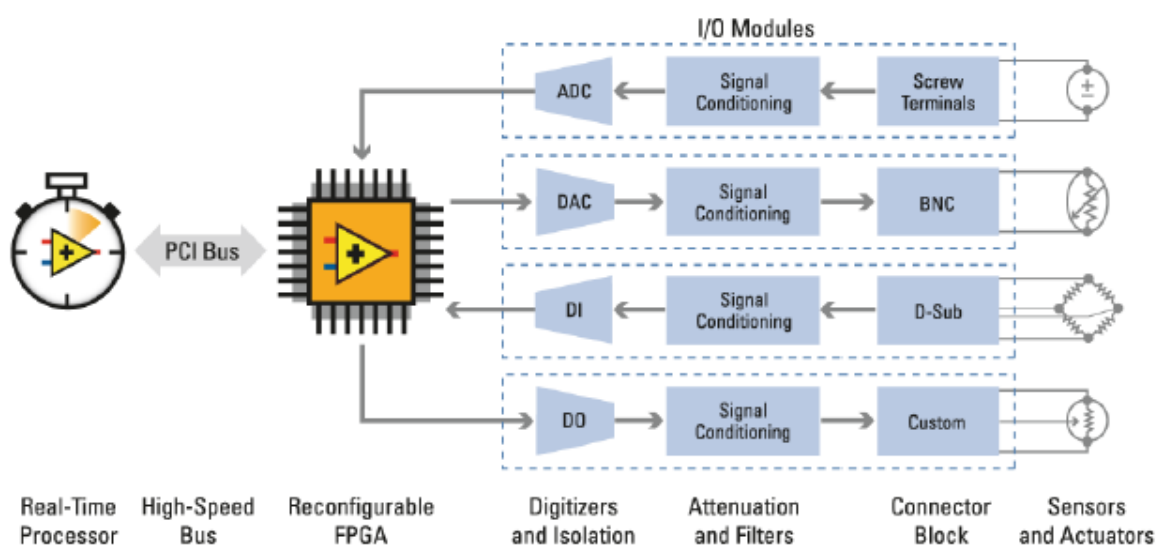 I/O Modules
ADC
Signal
Conditioning
Screw
Terminals
DAC
Signal
Conditioning
BNC
PCI Bus
DI
Signal
Conditioning
D-Sub
DO
Signal
Conditioning
Custom
Real-Time
Processor
High-Speed
Bus
Reconfigurable
FPGA
Digitizers
and Isolation
Attenuation
and Filters
Connector
Block
Sensors
and Actuators